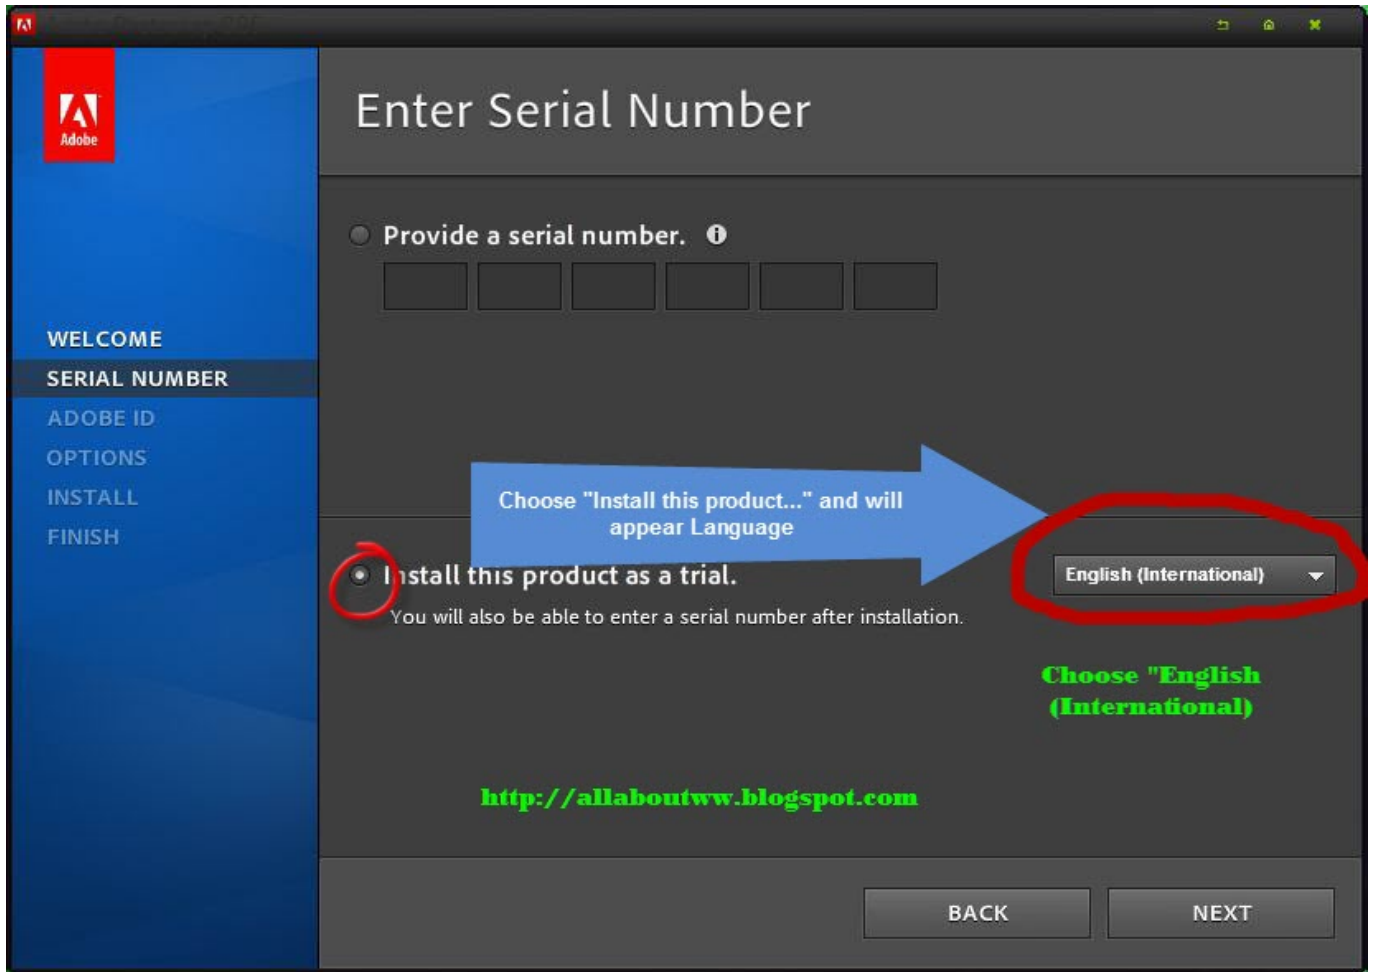 Adobe
Enter Serial Number
Provide a serial number.
WELCOME
SERIAL NUMBER
ADOBE ID
OPTIONS
INSTALL
FINISH
Choose "Install this product..." and will
appear Language
Install this product as a trial.
English (International)
You will also be able to enter a serial number after installation.
Choose "English
(International)
http://allaboutww.blogspot.com
BACK
NEXT